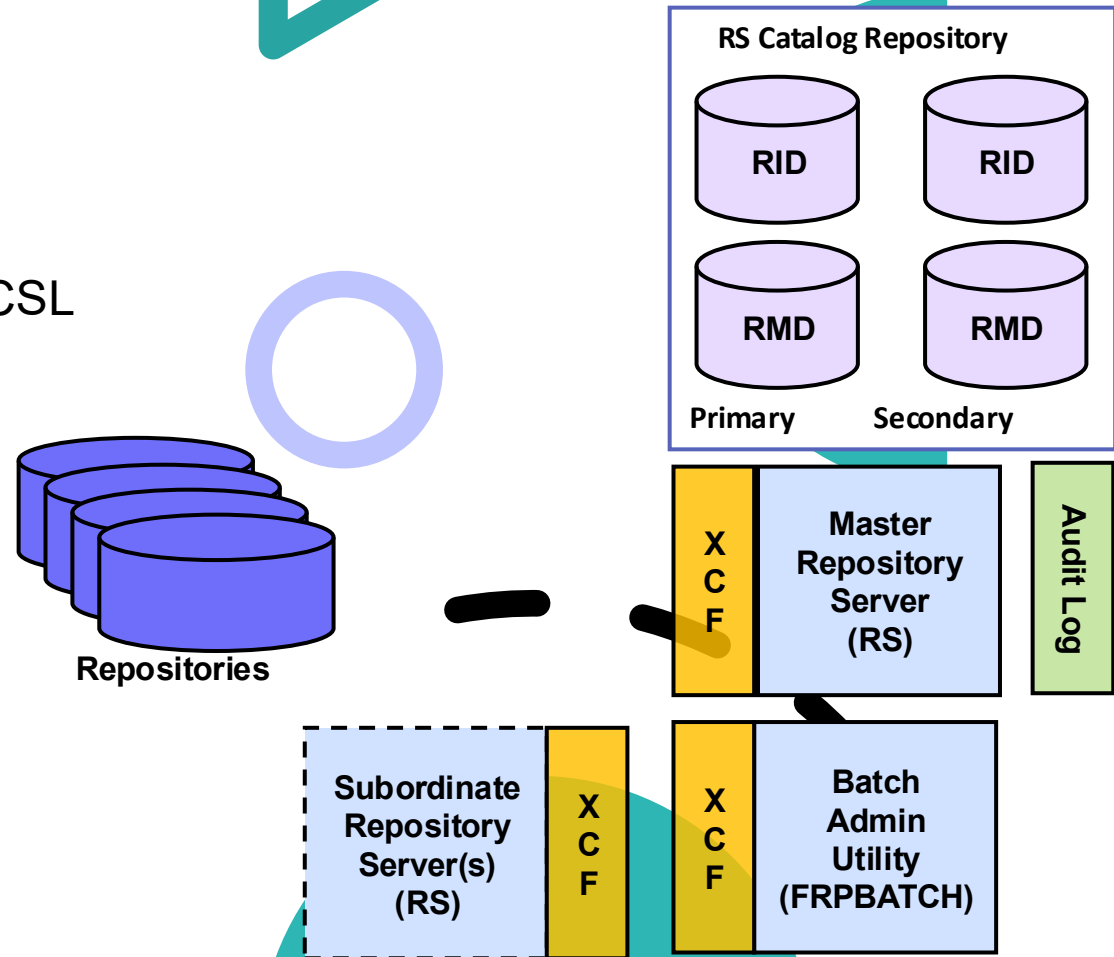 RS Catalog Repository
RID
RID
RMD
RMD
Primary
Secondary
CSL
Repositories
X
C
F
Master
Repository
Server
(RS)
Audit Log
Subordinate
Repository
Server(s)
(RS)
X
C
F
X
C
F
Batch
Admin
Utility
(FRPBATCH)